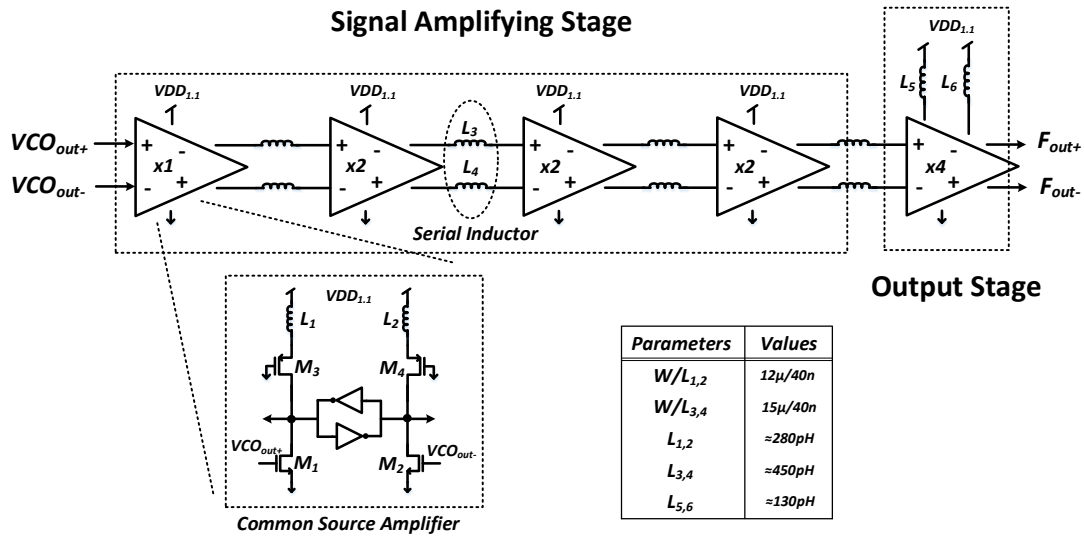 Signal Amplifying Stage
VDD1.1
VDD1.1
VDD1.1
VDD1.1
VDD1.1
L5
L6
VCOout+
VCOout-
+
-
x1
-
+
+
-
x2
-
+
L3
L4
+
-
x2
-
+
+
-
x2
-
+
+
-
x4
-
+
Fout+
Fout-
Serial Inductor
Output Stage
VDD1.1
L1
L2
M3
M4
VCOout+
M1
M2
VCOout-
Common Source Amplifier
Parameters Values
W/L1,2 12µ/40n
W/L3,4 15µ/40n
L1,2 ≈280pH
L3,4 ≈450pH
L5,6 ≈130pH